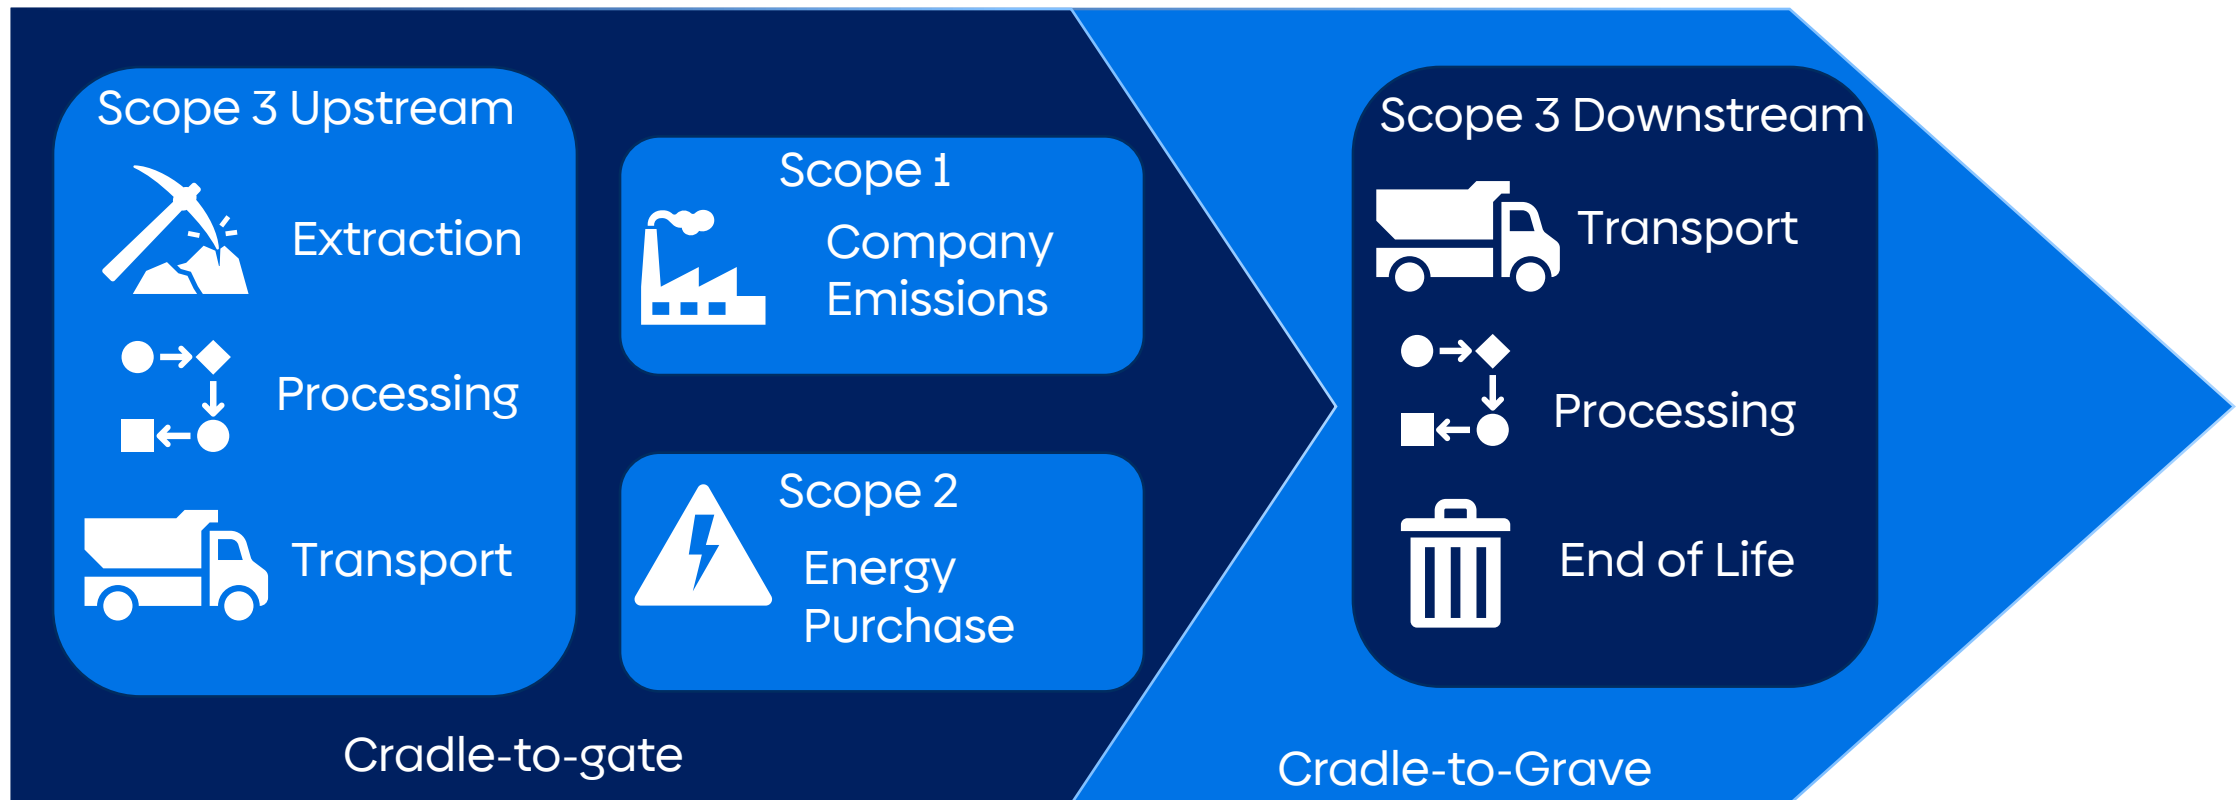 Scope 3 Upstream
Extraction
Processing
Transport
Scope 1
Company
Emissions
Scope 2
Energy
Purchase
Cradle-to-gate
Scope 3 Downstream
Transport
Processing
End of Life
Cradle-to-Grave